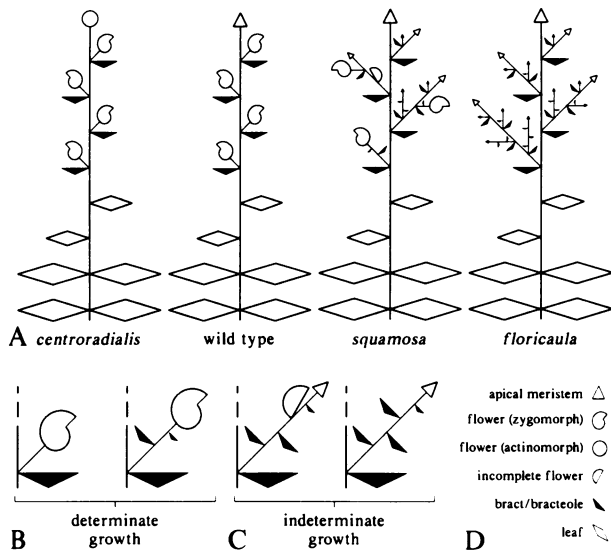 A centroradialis wild type squamosa floricaula
apical meristem
flower (zygomorph)
flower (actinomorph)
incomplete flower
bract/bracteole
leaf
B determinate growth C indeterminate growth D